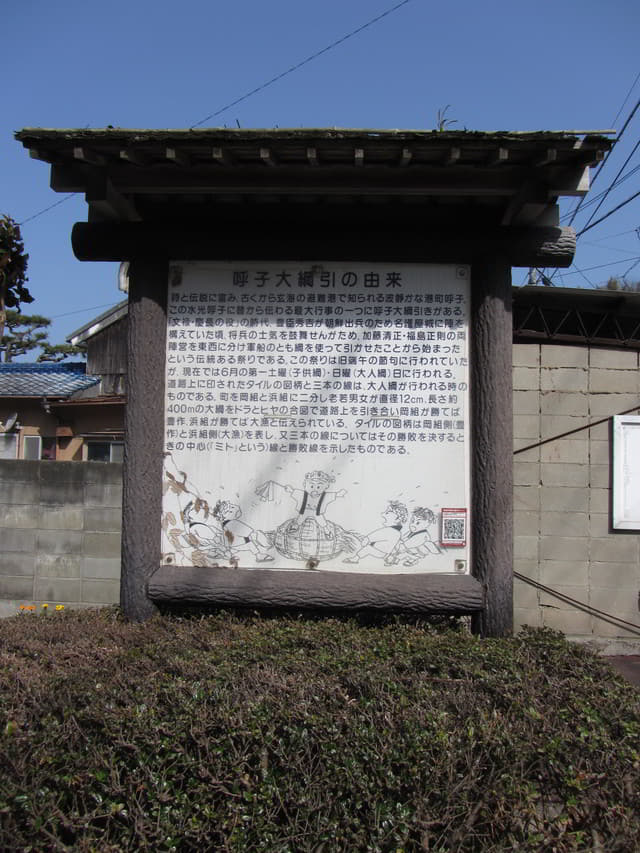 呼子大綱引の由来
詩と伝説に富み、古くから玄海の避難港で知られる波静かな港町呼子、
この水光呼子に昔から伝わる最大行事の一つに呼子大綱引きがある。
「文禄・慶長の役」の時代、豊臣秀吉が朝鮮出兵のため名護屋城に陣を
構えていた頃、将兵の士気を鼓舞せんがため、加藤清正・福島正則の両
陣営を東西に分け軍船のとも綱を使って引かせたことから始まった
という伝統ある祭りである。この祭りは旧端午の節句に行われていた
が、現在では6月の第一土曜(子供綱)・日曜(大人綱)日に行われる。
道路上に印されたタイルの図柄と三本の線は、大人綱が行われる時の
ものである。町を岡組と浜組に二分し老若男女が直径12cm、長さ約
400mの大綱をドラとヒヤの合図で道路上を引き合い岡組が勝てば
豊作、浜組が勝てば大漁と伝えられている。タイルの図柄は岡組側(豊
作)と浜組側(大漁)を表し、又三本の線についてはその勝敗を決すると
きの中心(「ミト」という)線と勝敗線を示したものである。